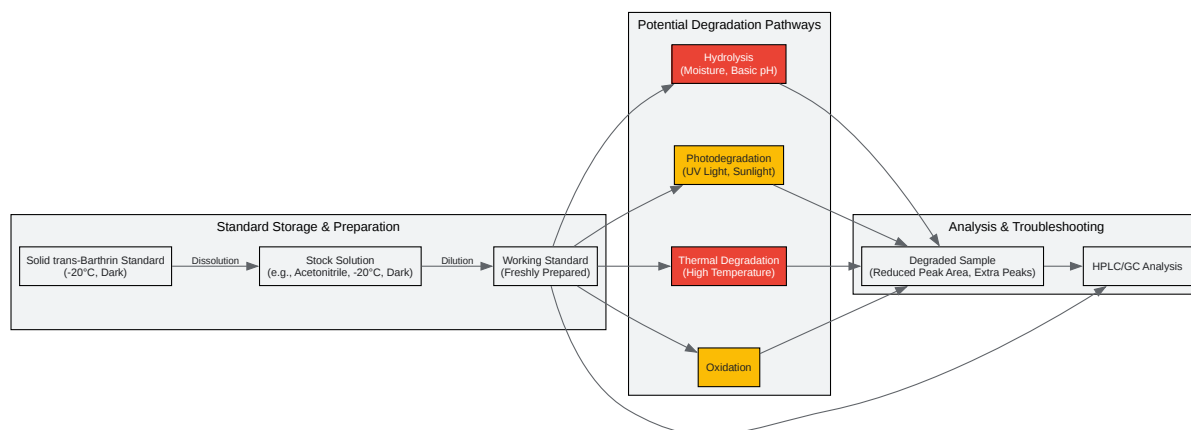 Potential Degradation Pathways
Hydrolysis
(Moisture, Basic pH)
Photodegradation
(UV Light, Sunlight)
Standard Storage & Preparation
Analysis & Troubleshooting
Solid trans-Barthrin Standard
(-20°C, Dark)
Dissolution
Stock Solution
(e.g., Acetonitrile, -20°C, Dark)
Dilution
Working Standard
(Freshly Prepared)
Thermal Degradation
(High Temperature)
Degraded Sample
(Reduced Peak Area, Extra Peaks)
HPLC/GC Analysis
Oxidation